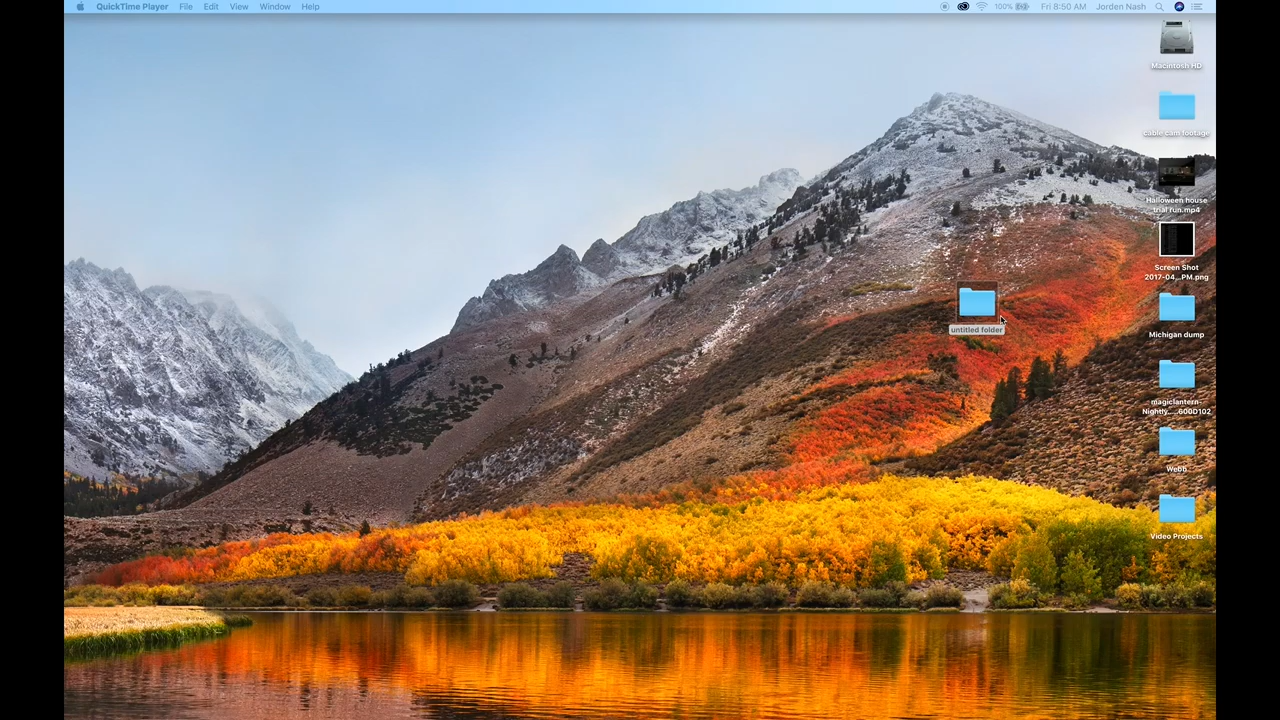 QuickTime Player File Edit View Window Help 100% Fri 8:50 AM Jorden Nash
Macintosh HD
cable cam footage
Halloween house
trial run.mp4
Screen Shot
2017-04...PM.png
untitled folder
Michigan dump
magiclantern-
Nightly....600D102
Webb
Video Projects